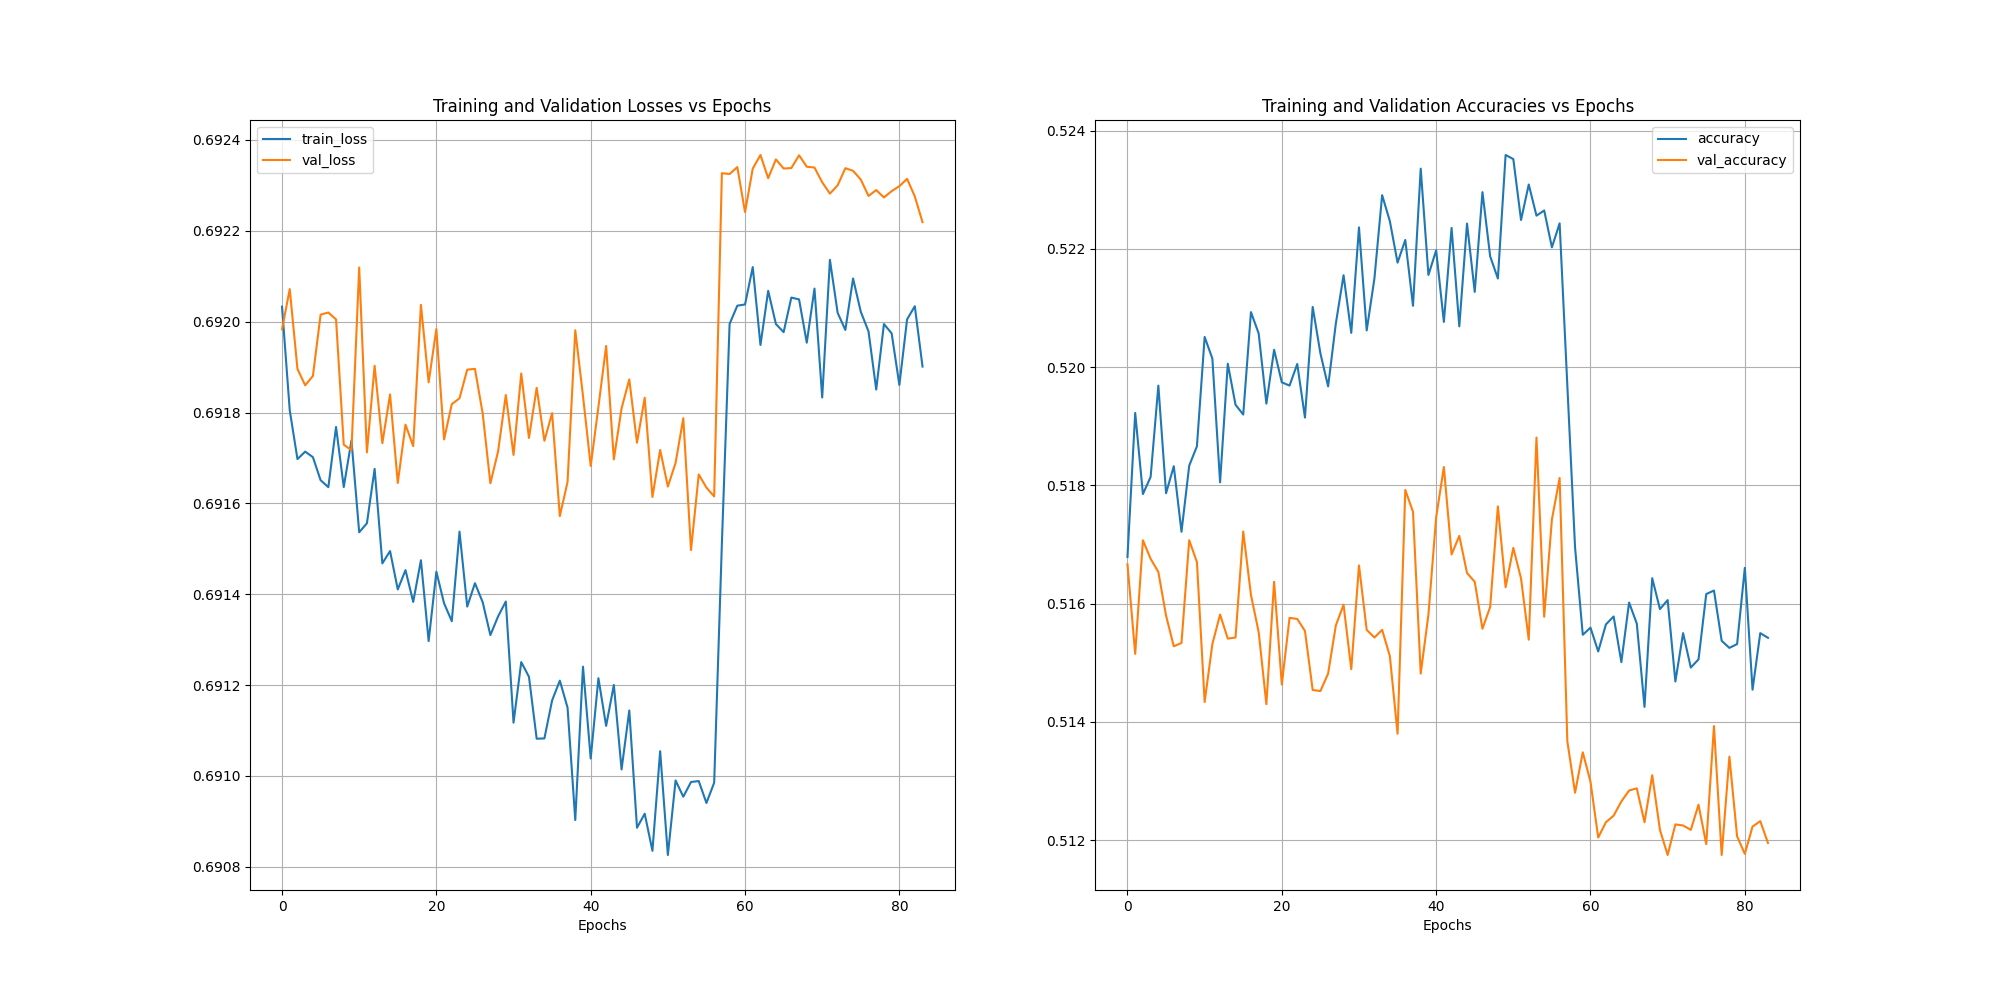 Training and Validation Losses vs Epochs
train_loss
val_loss
0.6924
0.6922
0.6920
0.6918
0.6916
0.6914
0.6912
0.6910
0.6908
0 20 40 60 80
Epochs
Training and Validation Accuracies vs Epochs
accuracy
val_accuracy
0.524
0.522
0.520
0.518
0.516
0.514
0.512
0 20 40 60 80
Epochs